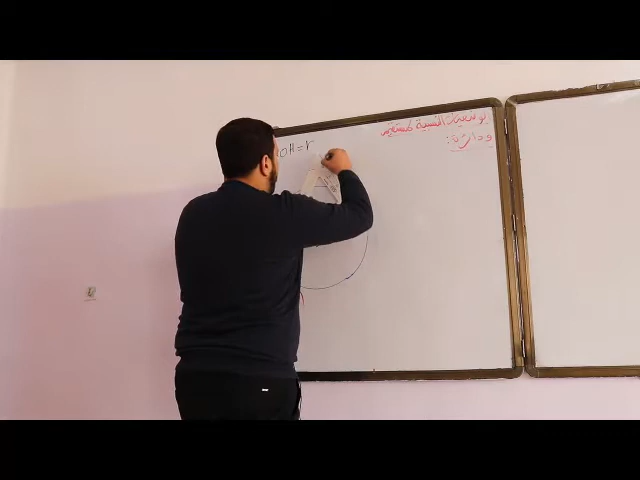 الوضعيات النسبية لمستقيم
ودائرة :
OH = r